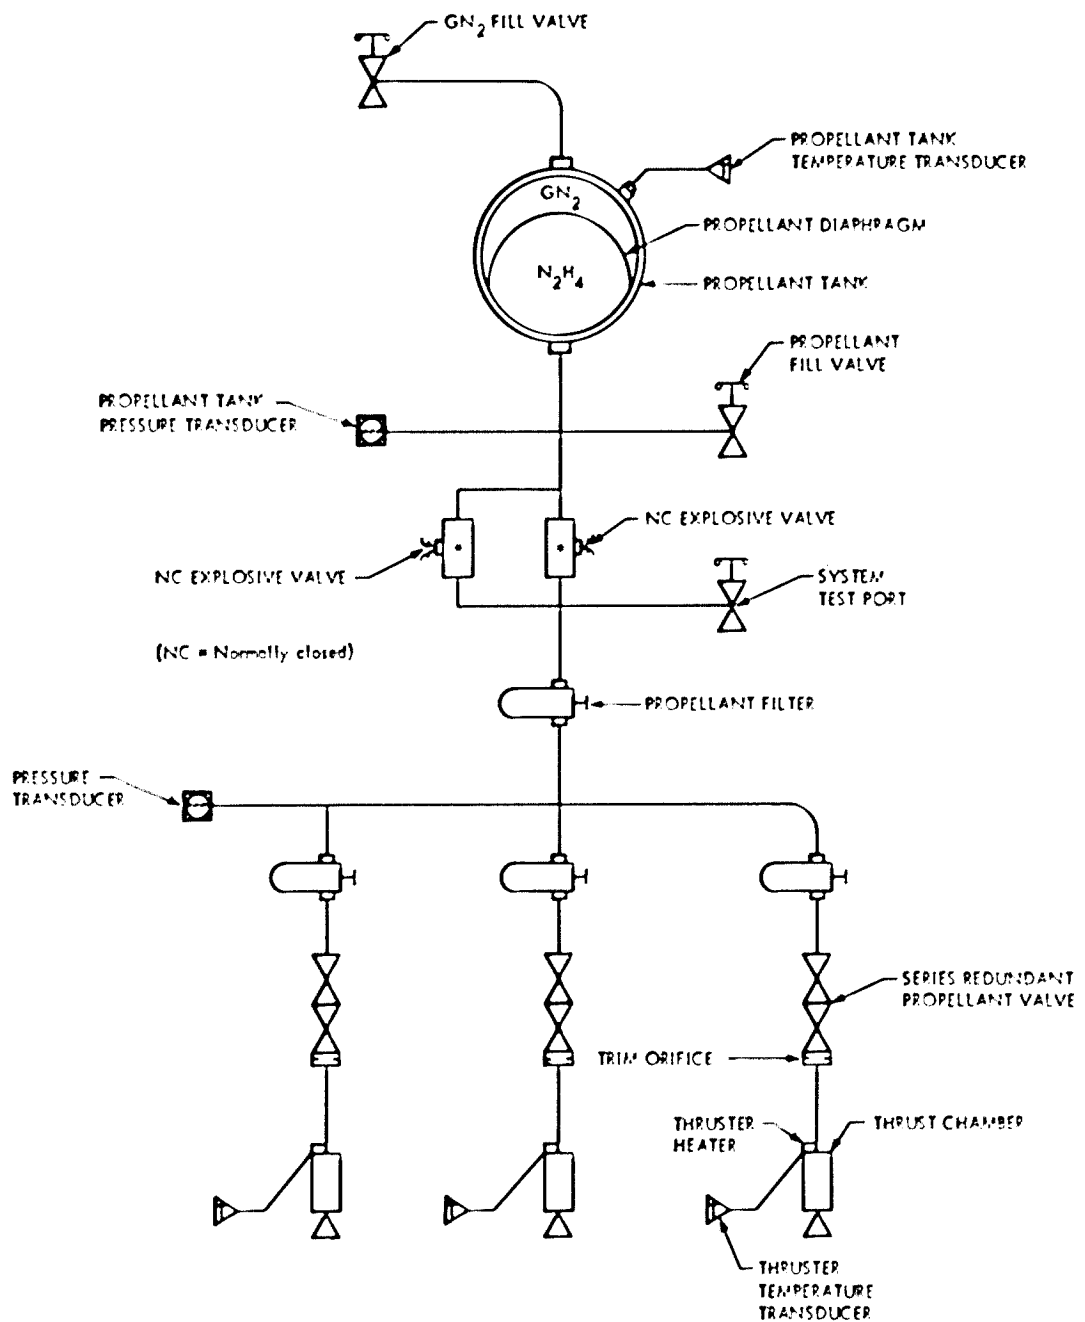 GN2 FILL VALVE
PROPELLANT TANK
TEMPERATURE TRANSDUCER
GN2
PROPELLANT DIAPHRAGM
N2H4
PROPELLANT TANK
PROPELLANT
FILL VALVE
PROPELLANT TANK
PRESSURE TRANSDUCER
NC EXPLOSIVE VALVE
NC EXPLOSIVE VALVE
SYSTEM
TEST PORT
(NC = Normally closed)
PROPELLANT FILTER
PRESSURE
TRANSDUCER
SERIES REDUNDANT
PROPELLANT VALVE
TRIM ORIFICE
THRUSTER
HEATER
THRUST CHAMBER
THRUSTER
TEMPERATURE
TRANSDUCER